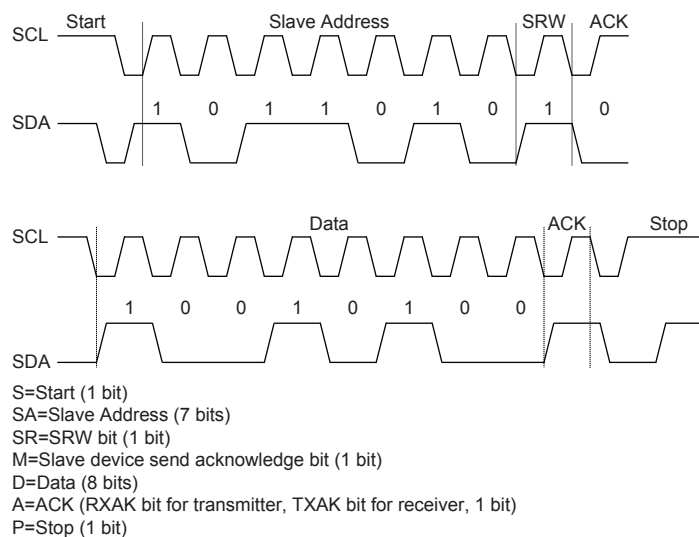 Start Slave Address SRW ACK
SCL
1 0 1 1 0 1 0 1 0
SDA
Data ACK Stop
SCL
1 0 0 1 0 1 0 0
SDA
S=Start (1 bit)
SA=Slave Address (7 bits)
SR=SRW bit (1 bit)
M=Slave device send acknowledge bit (1 bit)
D=Data (8 bits)
A=ACK (RXAK bit for transmitter, TXAK bit for receiver, 1 bit)
P=Stop (1 bit)